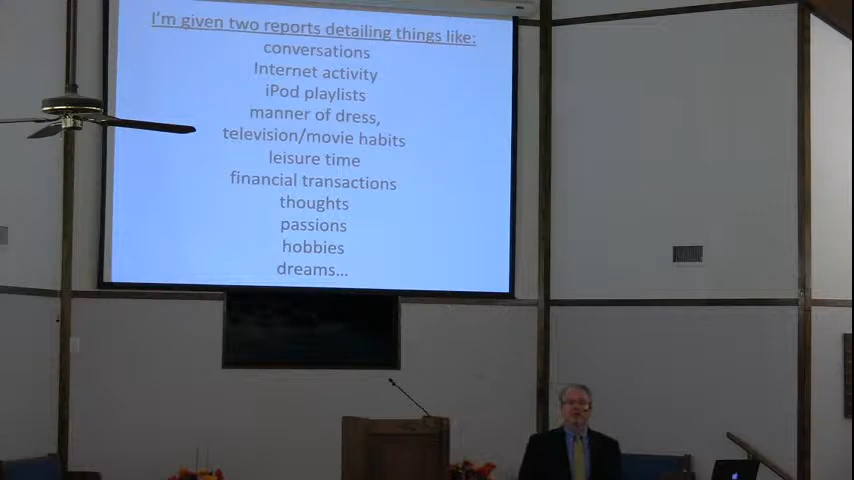 I'm given two reports detailing things like:
conversations
Internet activity
iPod playlists
manner of dress,
television/movie habits
leisure time
financial transactions
thoughts
passions
hobbies
dreams...